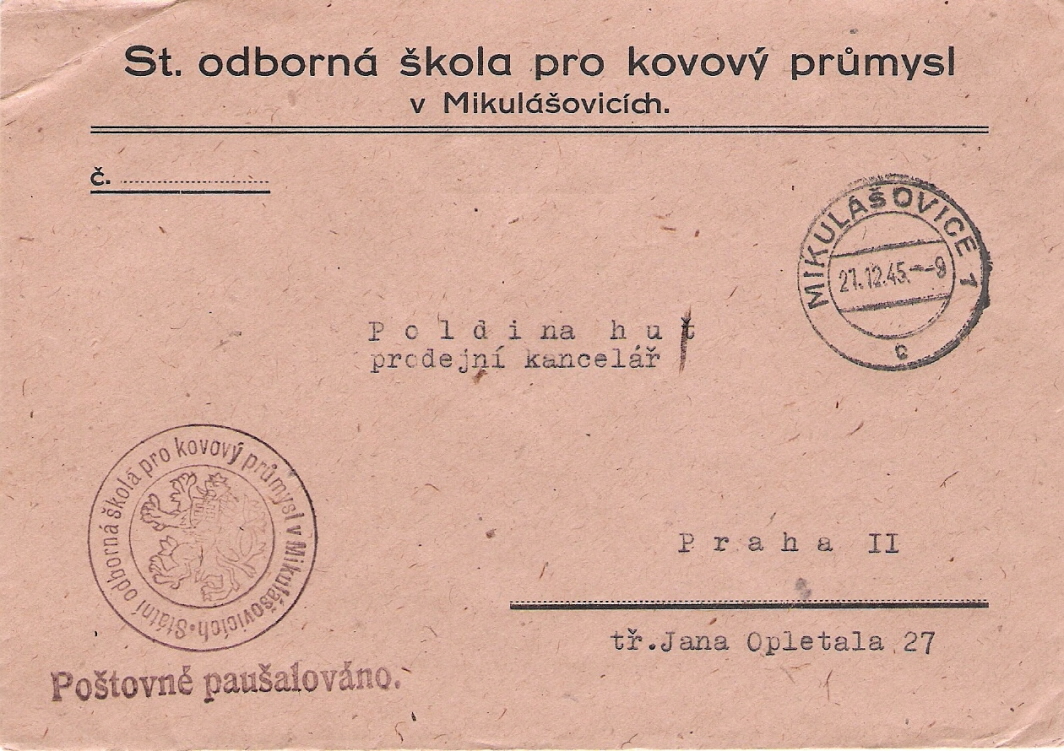 St. odborná škola pro kovový průmysl
v Mikulášovicích.
č.
MIKULÁŠOVICE 1
27.12.45.--9
c
Poldina huť
prodejní kancelář
Státní odborná škola pro kovový průmysl v Mikulášovicích
Praha II
tř.Jana Opletala 27
Poštovné paušalováno.